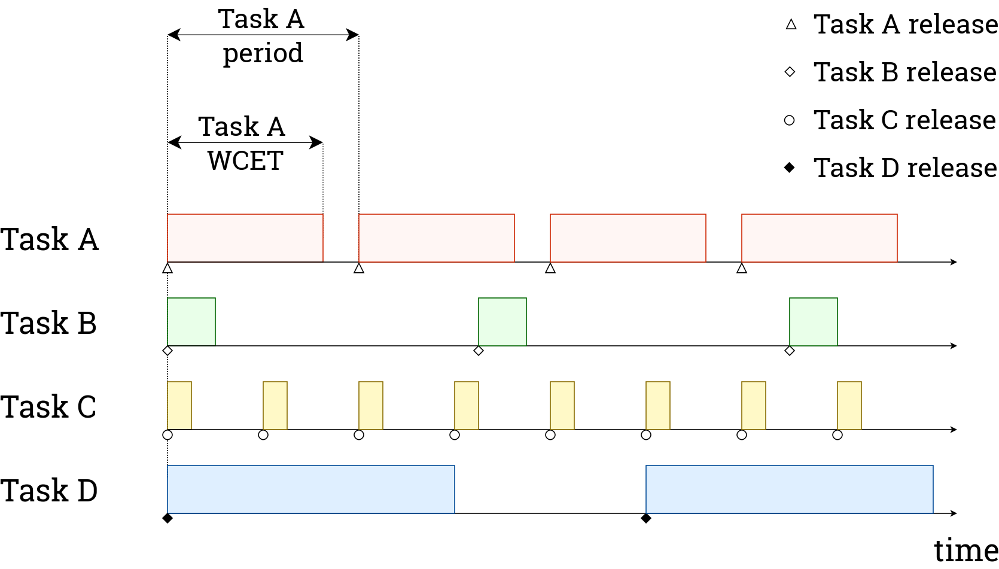 Task A
period
Task A
WCET
Task A release
Task B release
Task C release
Task D release
Task A
Task B
Task C
Task D
time